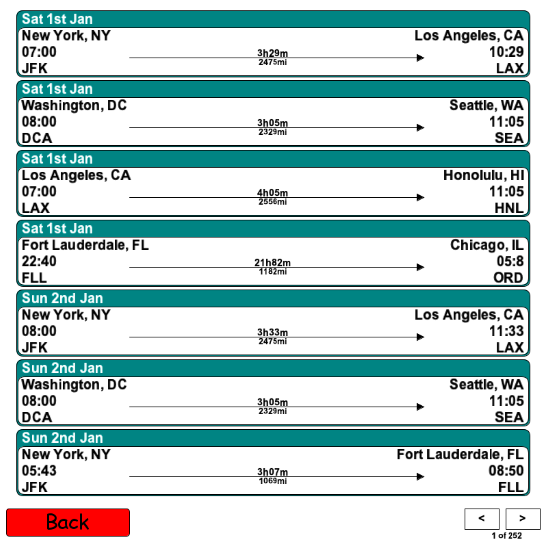 Sat 1st Jan
New York, NY Los Angeles, CA
07:00 3h29m 10:29
JFK 2475mi LAX
Sat 1st Jan
Washington, DC Seattle, WA
08:00 3h05m 11:05
DCA 2329mi SEA
Sat 1st Jan
Los Angeles, CA Honolulu, HI
07:00 4h05m 11:05
LAX 2556mi HNL
Sat 1st Jan
Fort Lauderdale, FL Chicago, IL
22:40 21h82m 05:8
FLL 1182mi ORD
Sun 2nd Jan
New York, NY Los Angeles, CA
08:00 3h33m 11:33
JFK 2475mi LAX
Sun 2nd Jan
Washington, DC Seattle, WA
08:00 3h05m 11:05
DCA 2329mi SEA
Sun 2nd Jan
New York, NY Fort Lauderdale, FL
05:43 3h07m 08:50
JFK 1069mi FLL
Back < >
1 of 252